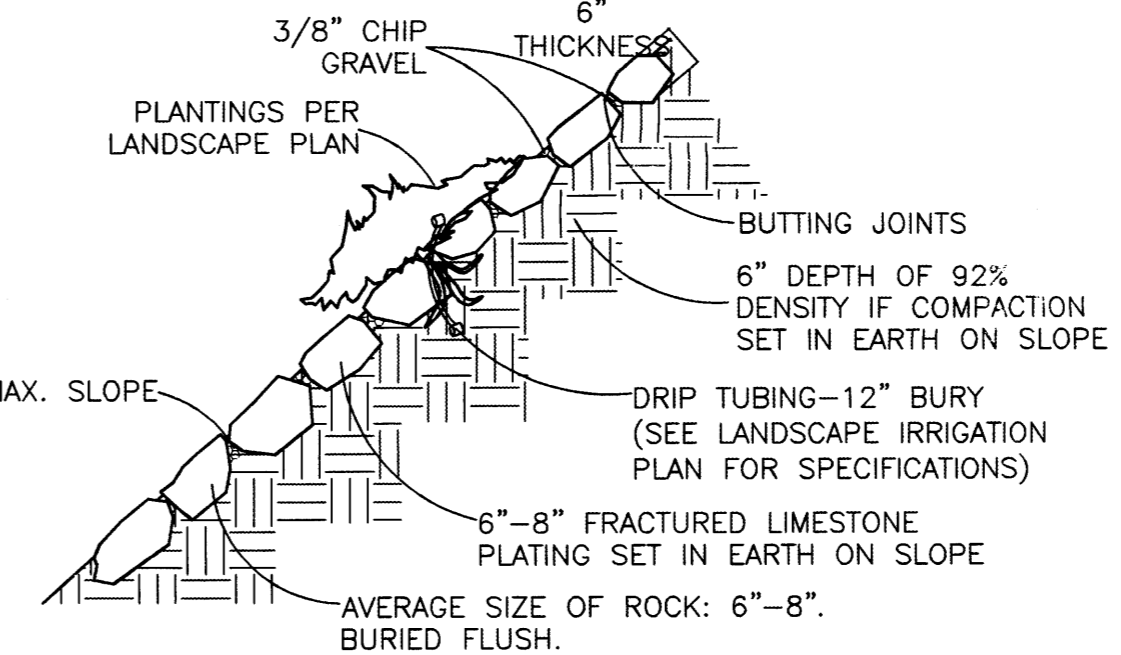 3/8" CHIP
GRAVEL
6"
THICKNESS
PLANTINGS PER
LANDSCAPE PLAN
BUTTING JOINTS
6" DEPTH OF 92%
DENSITY IF COMPACTION
SET IN EARTH ON SLOPE
MAX. SLOPE
DRIP TUBING–12" BURY
(SEE LANDSCAPE IRRIGATION
PLAN FOR SPECIFICATIONS)
6"–8" FRACTURED LIMESTONE
PLATING SET IN EARTH ON SLOPE
AVERAGE SIZE OF ROCK: 6"–8".
BURIED FLUSH.